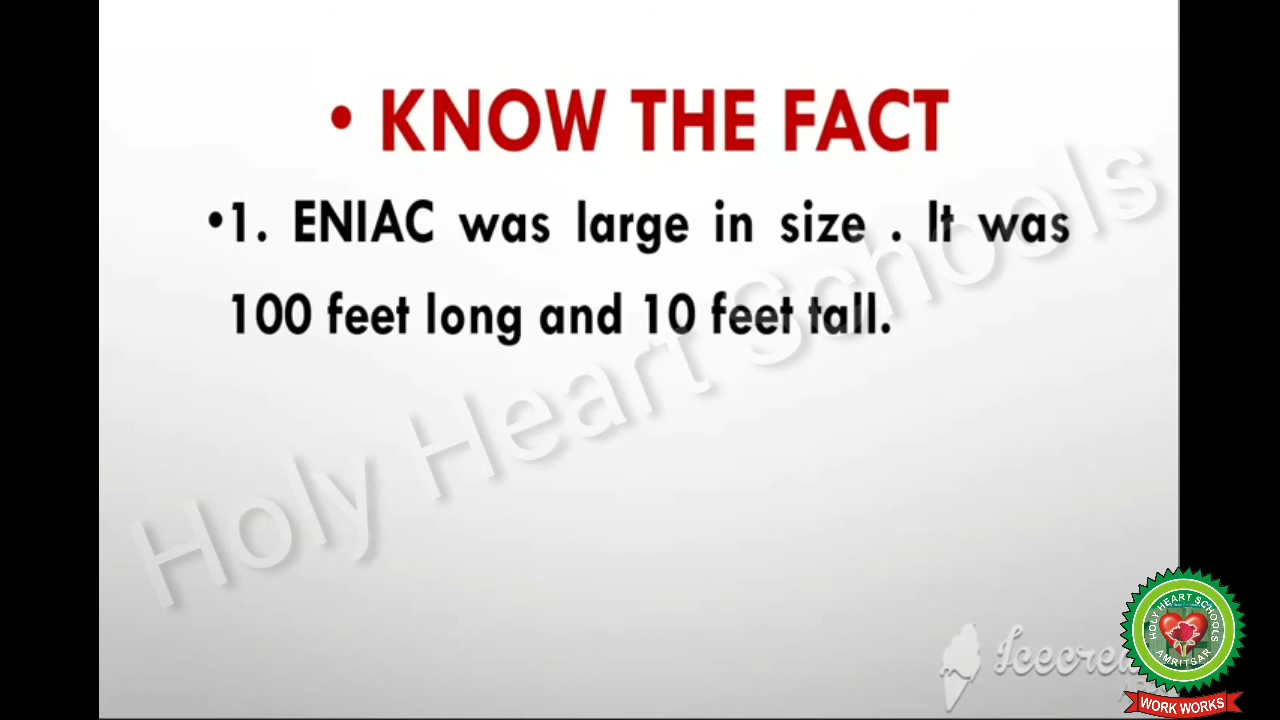 • KNOW THE FACT
•1. ENIAC was large in size . It was
100 feet long and 10 feet tall.
Holy Heart Schools
HOLY HEART SCHOOLS
AMRITSAR
WORK WORKS